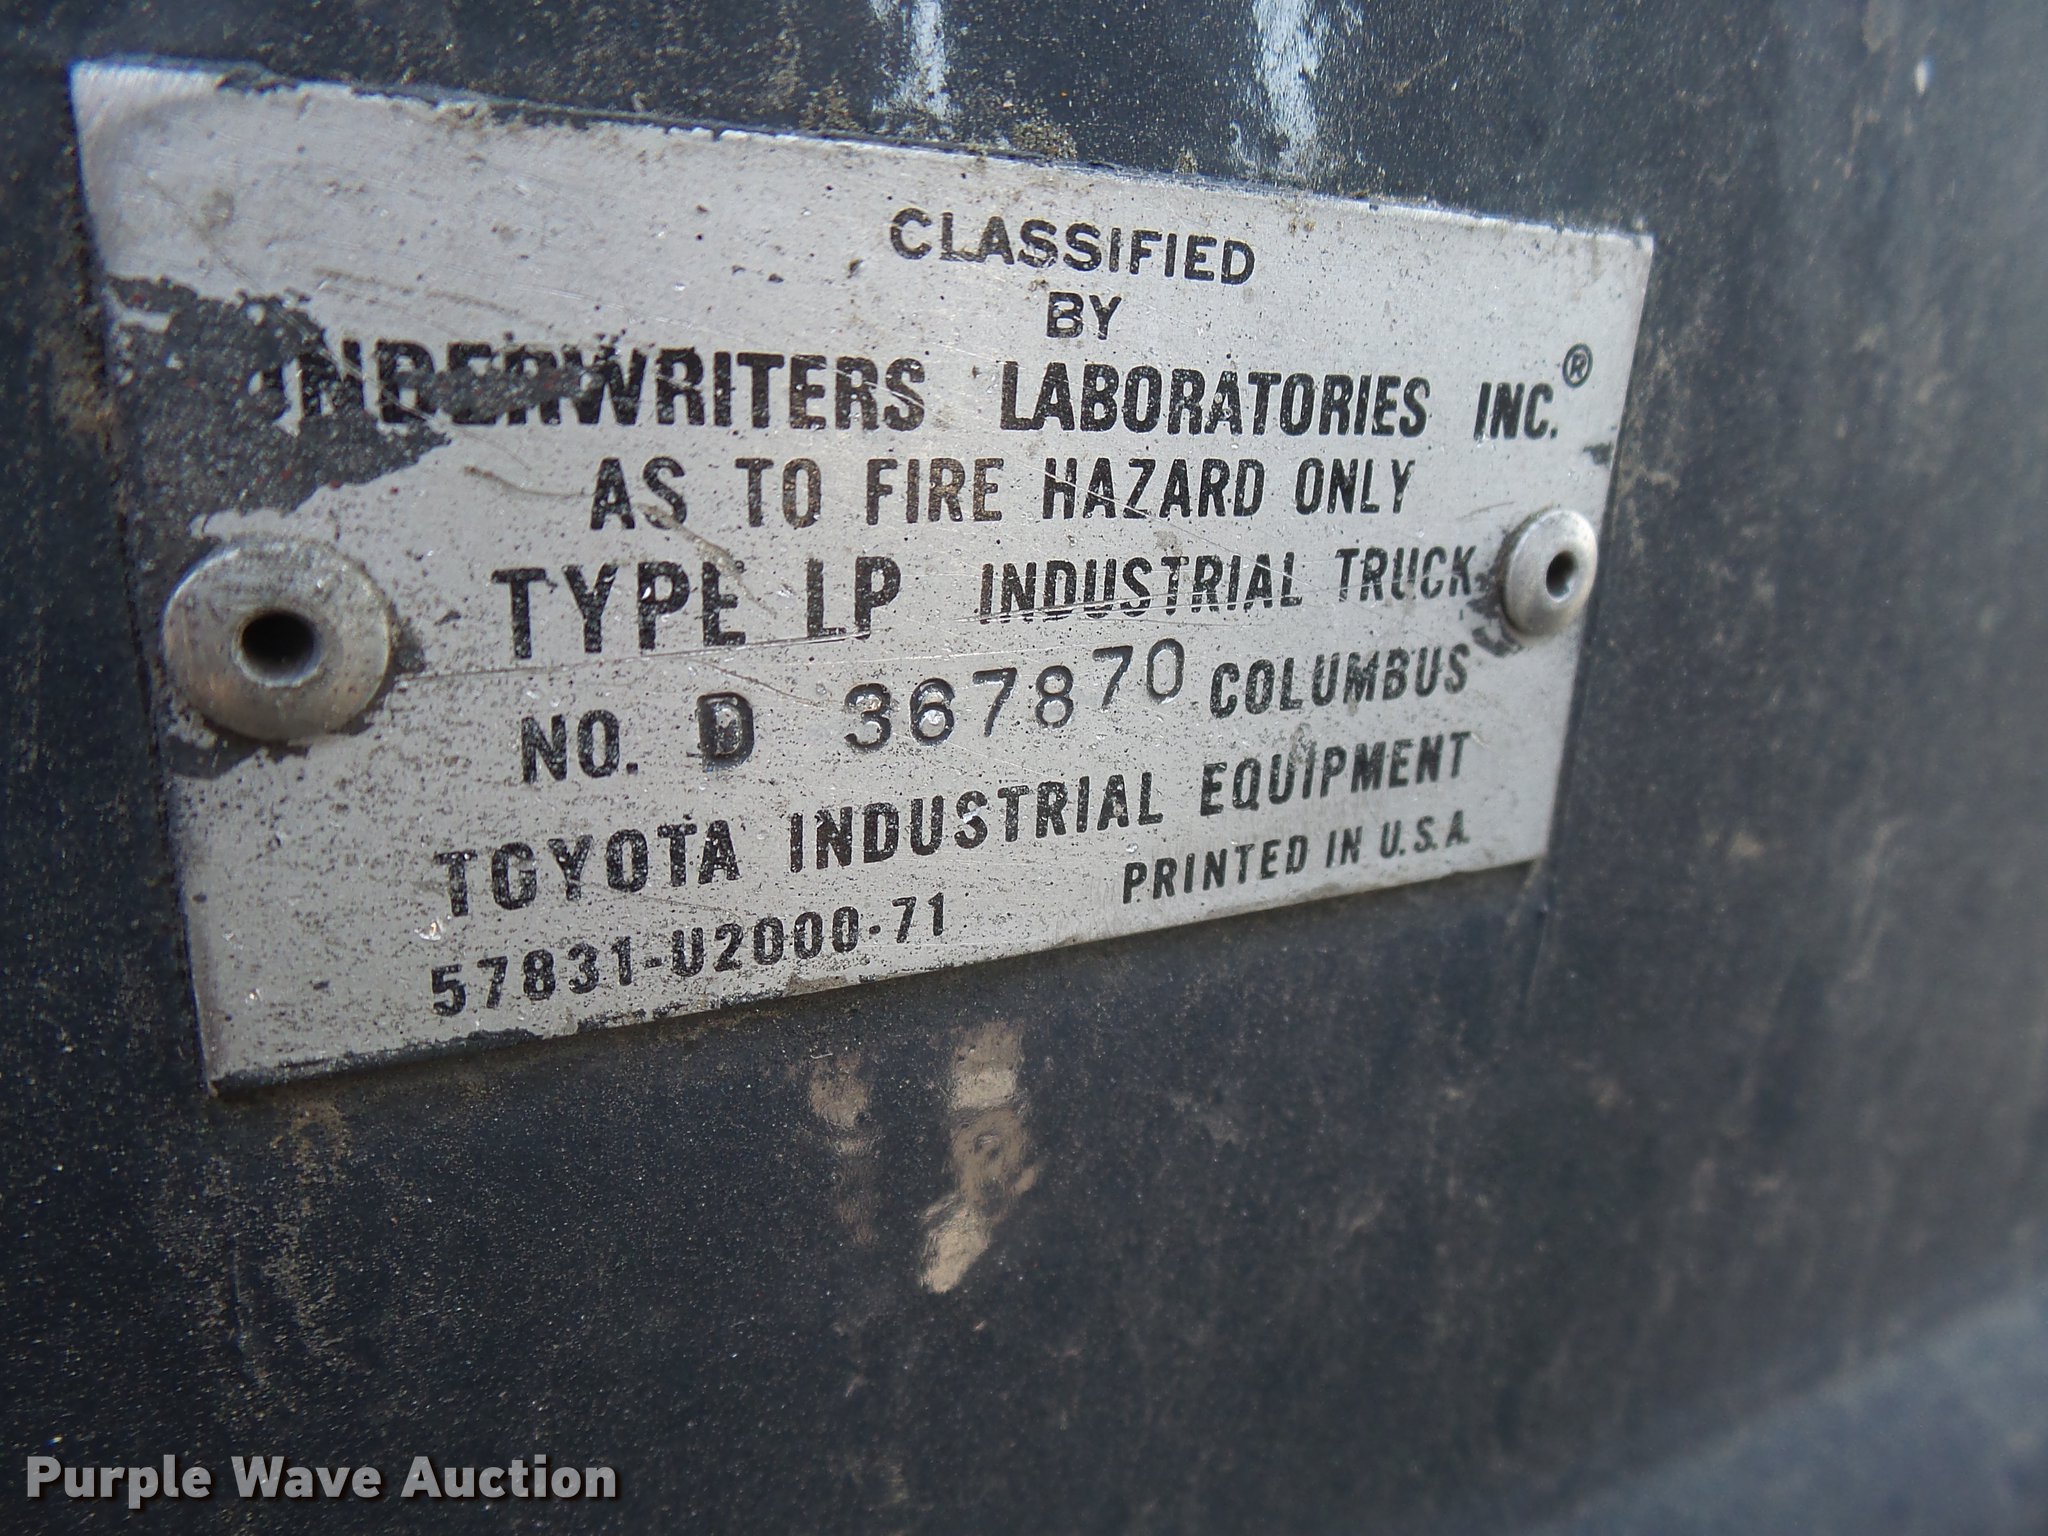 CLASSIFIED
BY
UNDERWRITERS LABORATORIES INC.®
AS TO FIRE HAZARD ONLY
TYPE LP INDUSTRIAL TRUCK
NO. D 367870 COLUMBUS
TOYOTA INDUSTRIAL EQUIPMENT
57831-U2000-71 PRINTED IN U.S.A.
Purple Wave Auction